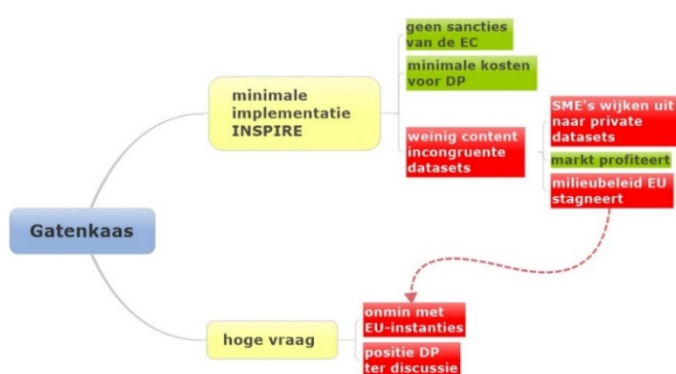 Gatenkaas
minimale
implementatie
INSPIRE
geen sancties
van de EC
minimale kosten
voor DP
weinig content
incongruente
datasets
SME's wijken uit
naar private
datasets
markt profiteert
milieubeleid EU
stagneert
hoge vraag
onmin met
EU-instanties
positie DP
ter discussie